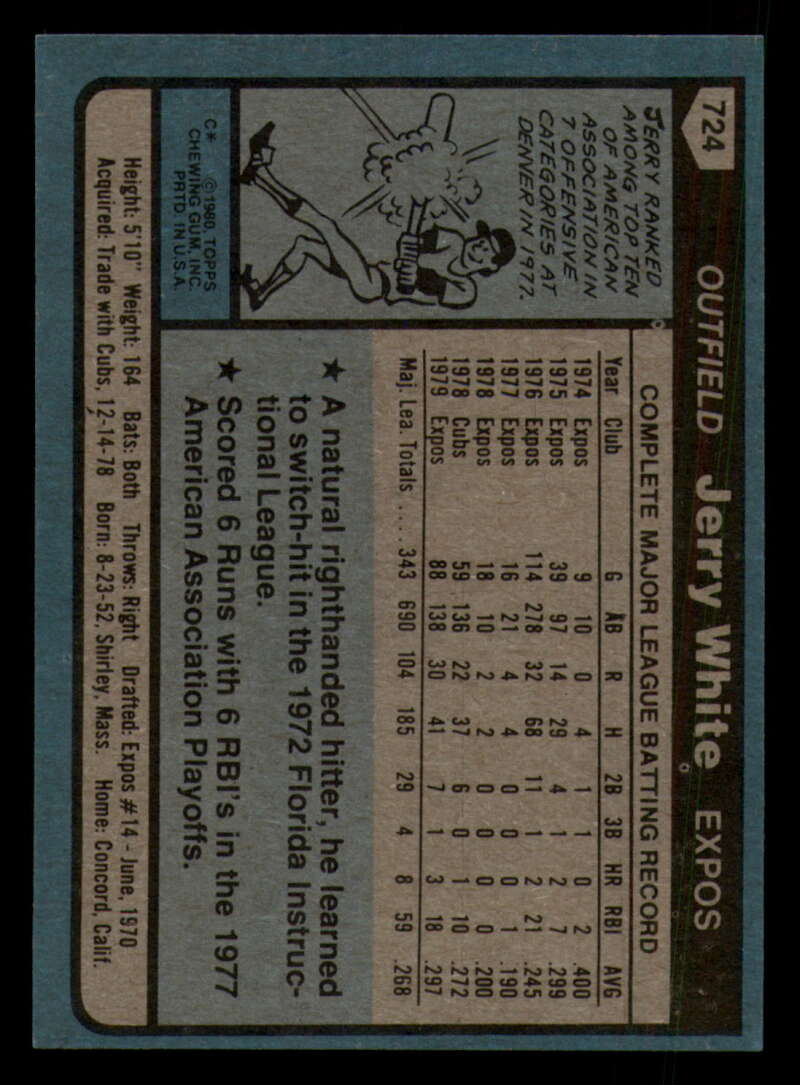 724 OUTFIELD Jerry White EXPOS
JERRY RANKED
AMONG TOP TEN
OF AMERICAN
ASSOCIATION IN
7 OFFENSIVE
CATEGORIES AT
DENVER IN 1977.
C* © 1980, TOPPS
CHEWING GUM, INC.
PRTD. IN U.S.A.
COMPLETE MAJOR LEAGUE BATTING RECORD
Year Club G AB R H 2B 3B HR RBI AVG
1974 Expos 9 10 0 4 1 1 0 2 .400
1975 Expos 39 97 14 29 4 1 2 7 .299
1976 Expos 114 278 32 68 11 1 2 21 .245
1977 Expos 16 21 4 4 0 0 0 1 .190
1978 Expos 18 10 2 2 0 0 0 0 .200
1978 Cubs 59 136 22 37 6 0 1 10 .272
1979 Expos 88 138 30 41 7 1 3 18 .297
Maj. Lea. Totals .... 343 690 104 185 29 4 8 59 .268
★ A natural righthanded hitter, he learned
to switch-hit in the 1972 Florida Instruc-
tional League.
★ Scored 6 Runs with 6 RBI's in the 1977
American Association Playoffs.
Height: 5'10" Weight: 164 Bats: Both Throws: Right Drafted: Expos #14 - June, 1970
Acquired: Trade with Cubs, 12-14-78 Born: 8-23-52, Shirley, Mass. Home: Concord, Calif.